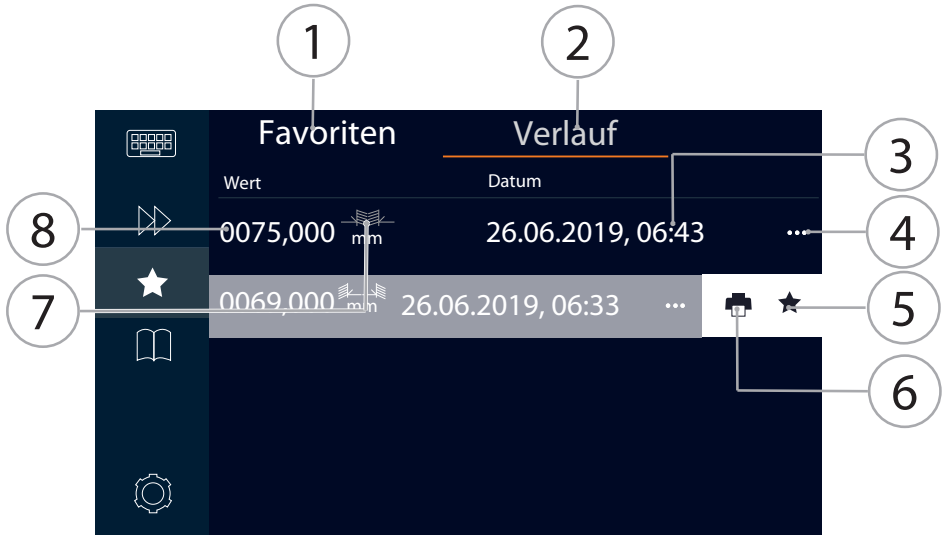 1 2
Favoriten Verlauf
3
Wert Datum
8 0075,000 mm 26.06.2019, 06:43 ... 4
7 0069,000 mm 26.06.2019, 06:33 ... 5
6